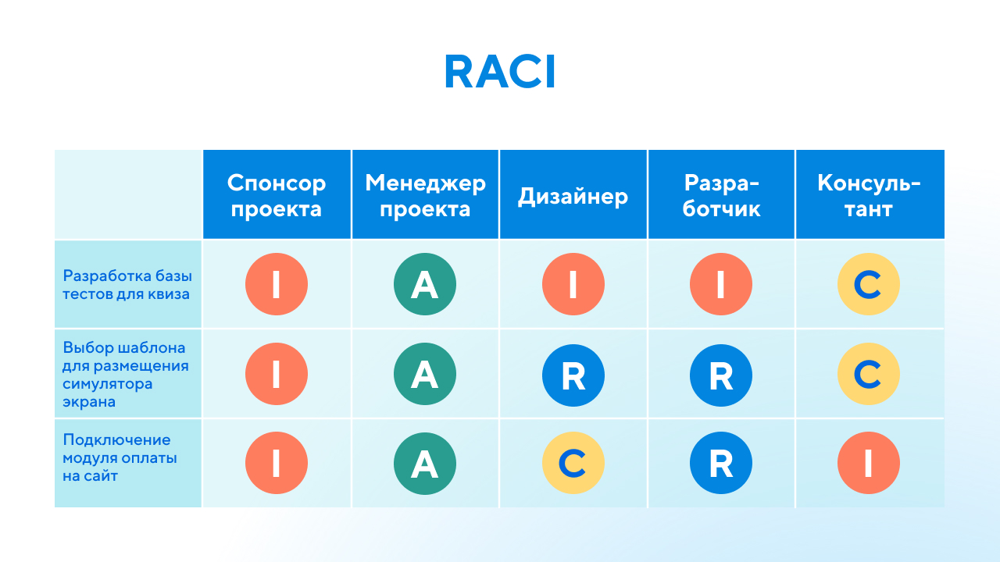 RACI
Спонсор
проекта
Менеджер
проекта
Дизайнер
Разра-
ботчик
Консуль-
тант
Разработка базы
тестов для квиза
I
A
I
I
C
Выбор шаблона
для размещения
симулятора
экрана
I
A
R
R
C
Подключение
модуля оплаты
на сайт
I
A
C
R
I